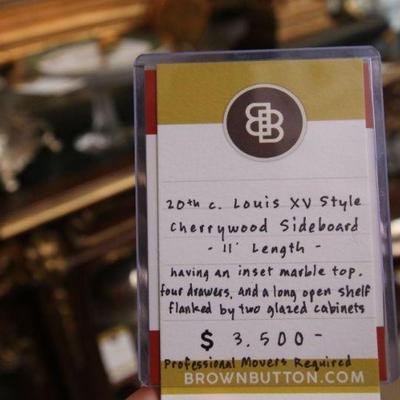 BB
20th c. Louis XV Style
Cherrywood Sideboard
- 11' Length -
having an inset marble top.
four drawers, and a long open shelf
flanked by two glazed cabinets
$ 3,500-
Professional Movers Required
BROWNBUTTON.COM